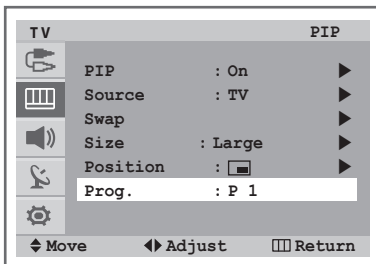 TV PIP
PIP : On
Source : TV
Swap
Size : Large
Position :
Prog. : P 1
Move Adjust Return